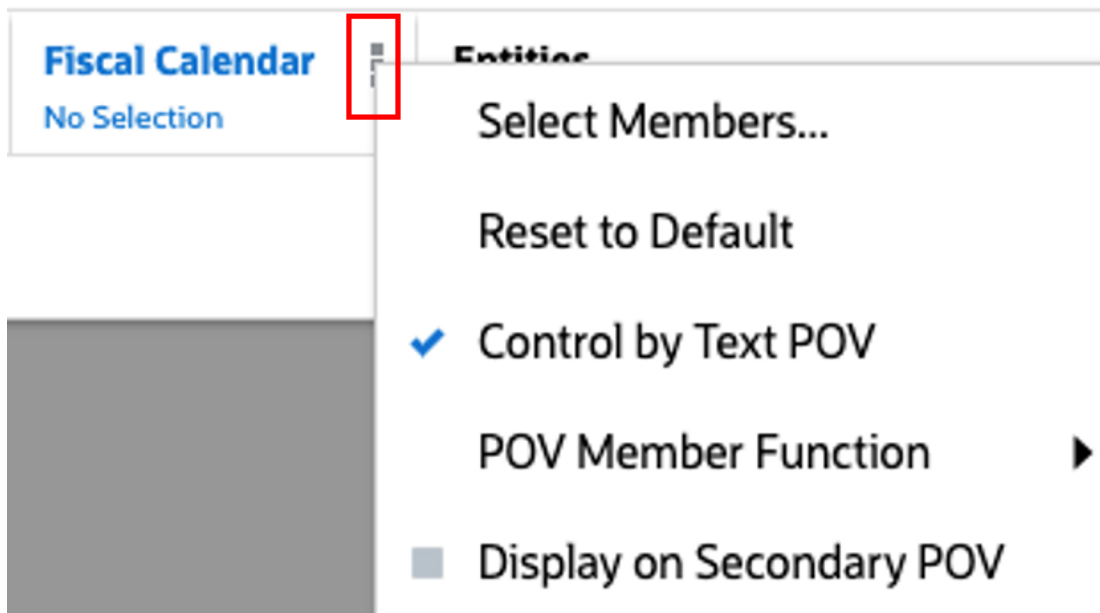 Fiscal Calendar
No Selection
Entities
Select Members...
Reset to Default
Control by Text POV
POV Member Function
Display on Secondary POV